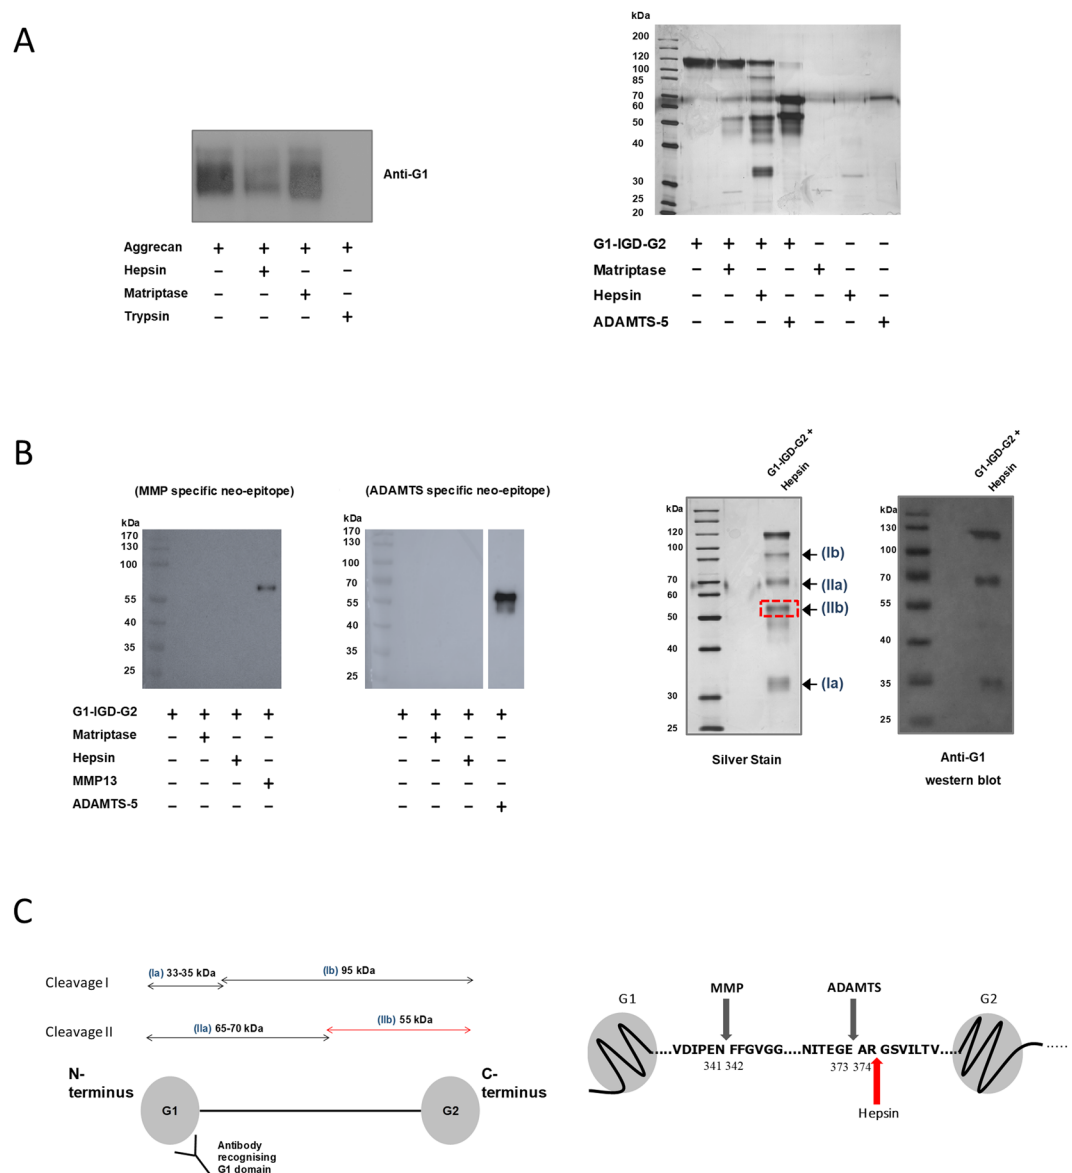 A
Anti-G1
Aggrecan + + + +
Hepsin – + – –
Matriptase – – + –
Trypsin – – – +
kDa
200
120
100
85
70
60
50
40
30
25
20
G1-IGD-G2 + + + + – – –
Matriptase – + – – + – –
Hepsin – – + – – + –
ADAMTS-5 – – – + – – +
B
(MMP specific neo-epitope)
kDa
170
130
100
55
40
35
25
G1-IGD-G2 + + + +
Matriptase – + – –
Hepsin – – + –
MMP13 – – – +
ADAMTS-5 – – – –
(ADAMTS specific neo-epitope)
kDa
170
130
100
70
55
40
35
25
+ + + +
– + – –
– – + –
– – – –
– – – +
G1-IGD-G2 +
Hepsin
kDa
120
100
70
60
50
40
30
25
(Ib)
(IIa)
(IIb)
(Ia)
Silver Stain
G1-IGD-G2 +
Hepsin
kDa
130
100
70
55
40
35
25
Anti-G1
western blot
C
Cleavage I
(Ia) 33-35 kDa
(Ib) 95 kDa
Cleavage II
(IIa) 65-70 kDa
(IIb) 55 kDa
N-
terminus
C-
terminus
G1
G2
Antibody
recognising
G1 domain
MMP
ADAMTS
G1
G2
.....VDIPEN FFGVGG....NITEGE AR GSVILTV.....
341 342
373 374
Hepsin